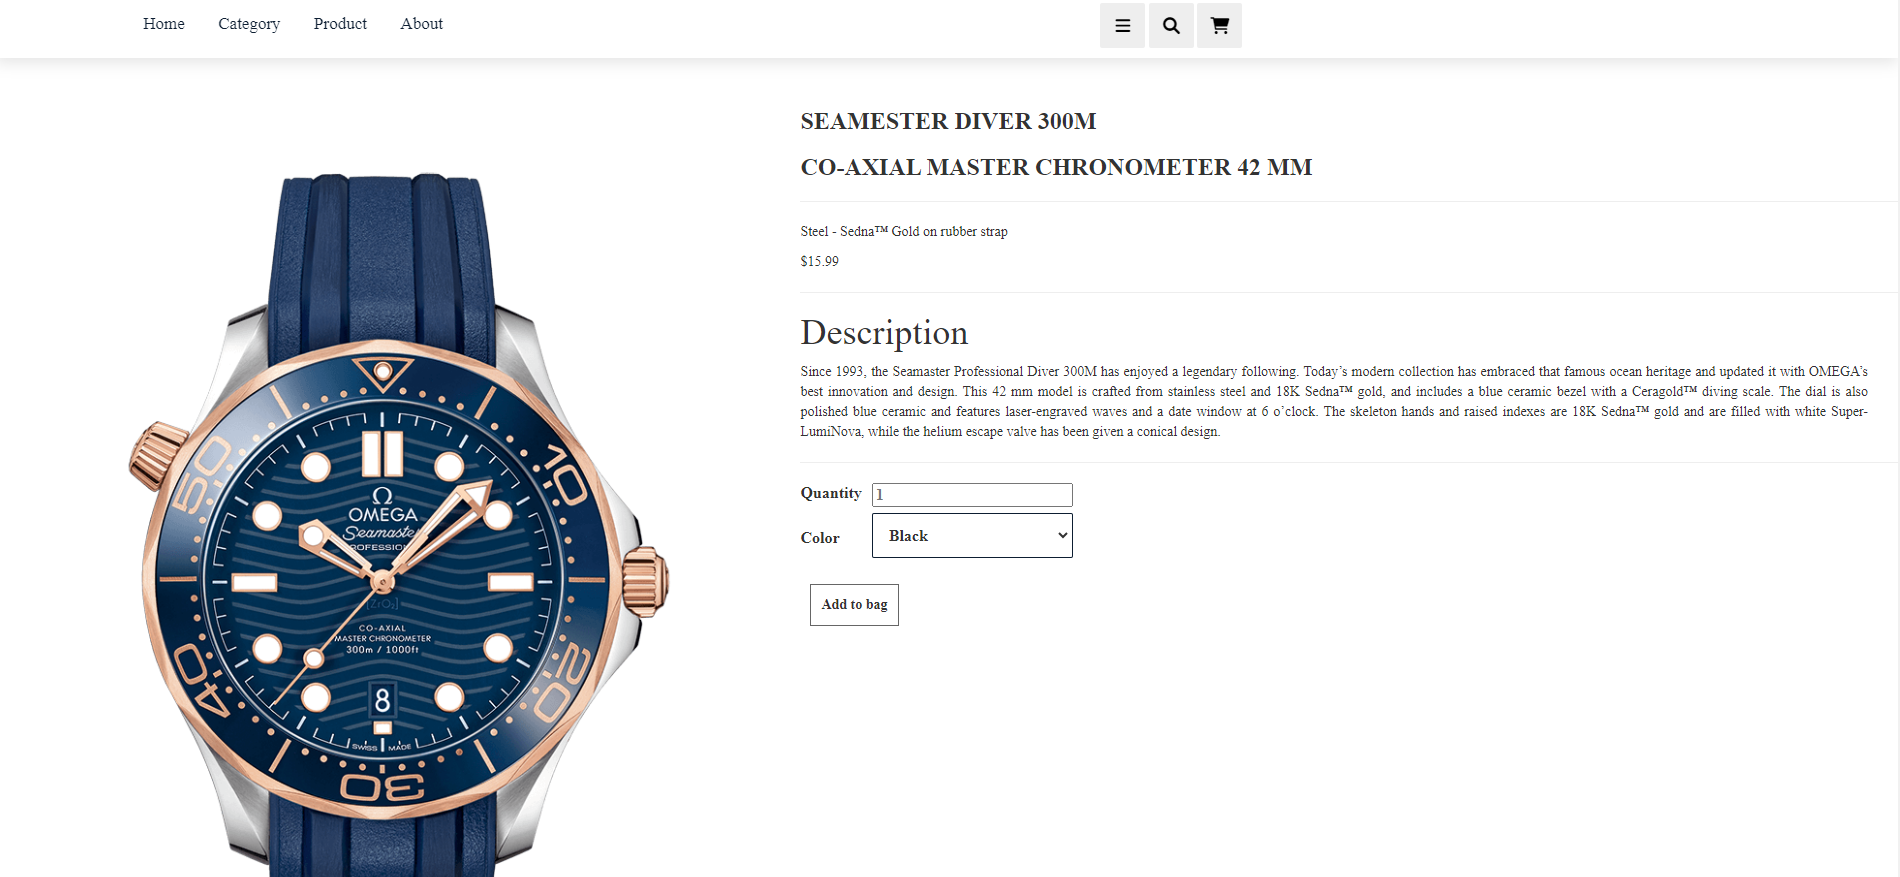 Home Category Product About
SEAMESTER DIVER 300M
CO-AXIAL MASTER CHRONOMETER 42 MM
Steel - Sedna™ Gold on rubber strap
$15.99
Description
Since 1993, the Seamaster Professional Diver 300M has enjoyed a legendary following. Today’s modern collection has embraced that famous ocean heritage and updated it with OMEGA’s
best innovation and design. This 42 mm model is crafted from stainless steel and 18K Sedna™ gold, and includes a blue ceramic bezel with a Ceragold™ diving scale. The dial is also
polished blue ceramic and features laser-engraved waves and a date window at 6 o’clock. The skeleton hands and raised indexes are 18K Sedna™ gold and are filled with white Super-
LumiNova, while the helium escape valve has been given a conical design.
Quantity 1
Color Black
Add to bag
50
10
OMEGA
Seamaste
ROFESSION
[ZrO₂]
CO-AXIAL
MASTER CHRONOMETER
300m / 1000ft
40
20
8
SWISS MADE
30